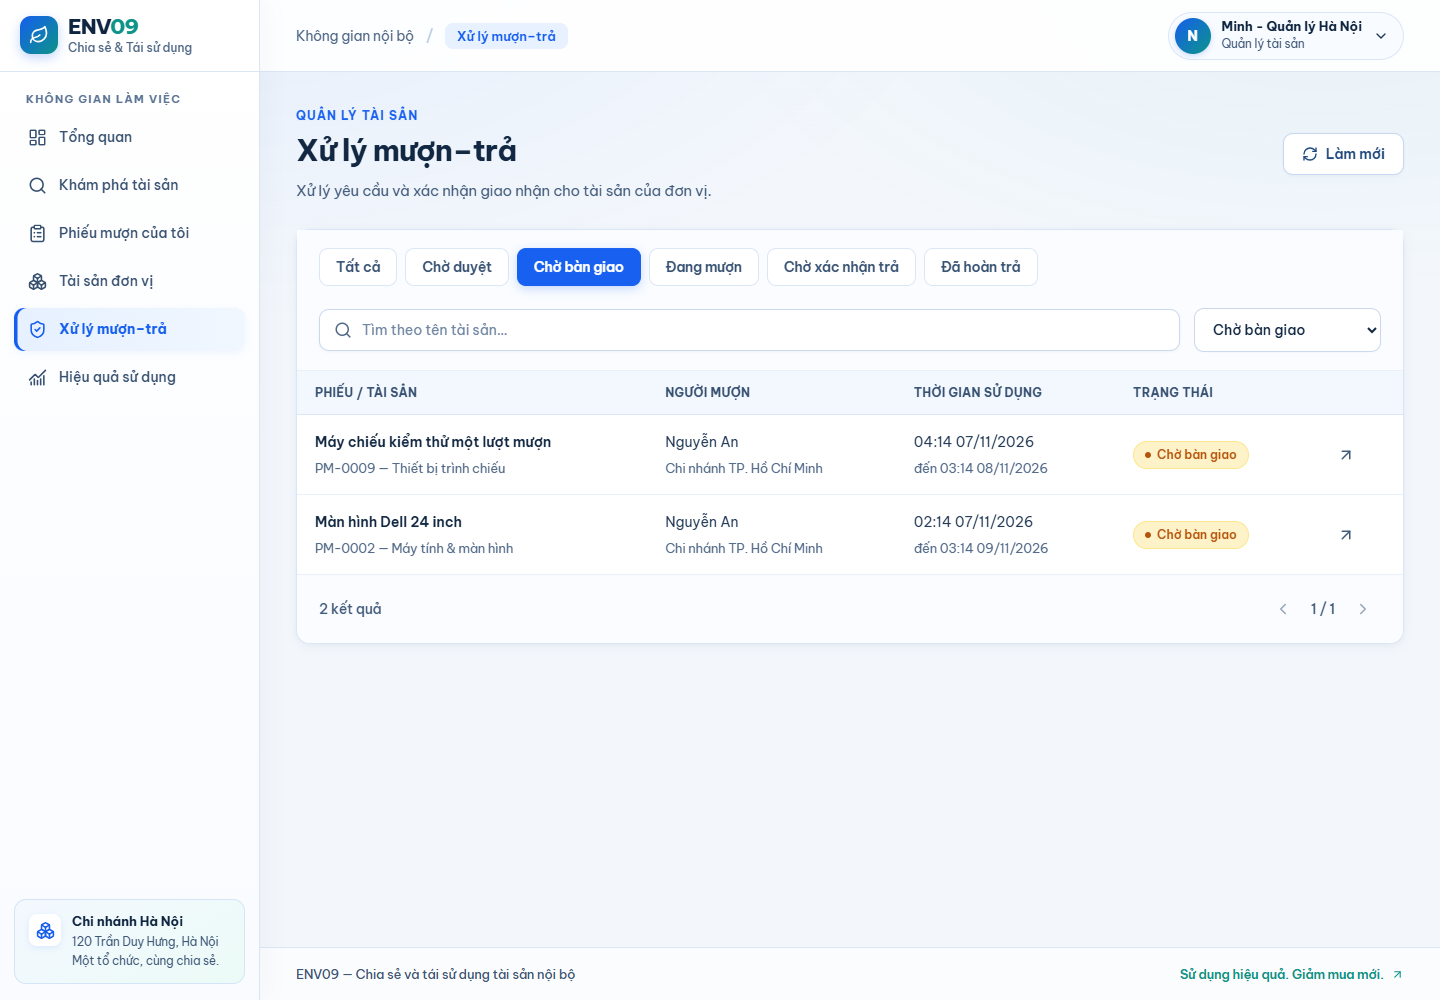 ENV09
Chia sẻ & Tái sử dụng
KHÔNG GIAN LÀM VIỆC
Tổng quan
Khám phá tài sản
Phiếu mượn của tôi
Tài sản đơn vị
Xử lý mượn–trả
Hiệu quả sử dụng
Chi nhánh Hà Nội
120 Trần Duy Hưng, Hà Nội
Một tổ chức, cùng chia sẻ.
Không gian nội bộ / Xử lý mượn–trả
N
Minh - Quản lý Hà Nội
Quản lý tài sản
QUẢN LÝ TÀI SẢN
Xử lý mượn–trả
Xử lý yêu cầu và xác nhận giao nhận cho tài sản của đơn vị.
Làm mới
Tất cả Chờ duyệt Chờ bàn giao Đang mượn Chờ xác nhận trả Đã hoàn trả
Tìm theo tên tài sản... Chờ bàn giao
PHIẾU / TÀI SẢN NGƯỜI MƯỢN THỜI GIAN SỬ DỤNG TRẠNG THÁI
Máy chiếu kiểm thử một lượt mượn Nguyễn An 04:14 07/11/2026 Chờ bàn giao
PM-0009 — Thiết bị trình chiếu Chi nhánh TP. Hồ Chí Minh đến 03:14 08/11/2026
Màn hình Dell 24 inch Nguyễn An 02:14 07/11/2026 Chờ bàn giao
PM-0002 — Máy tính & màn hình Chi nhánh TP. Hồ Chí Minh đến 03:14 09/11/2026
2 kết quả 1 / 1
ENV09 — Chia sẻ và tái sử dụng tài sản nội bộ Sử dụng hiệu quả. Giảm mua mới.